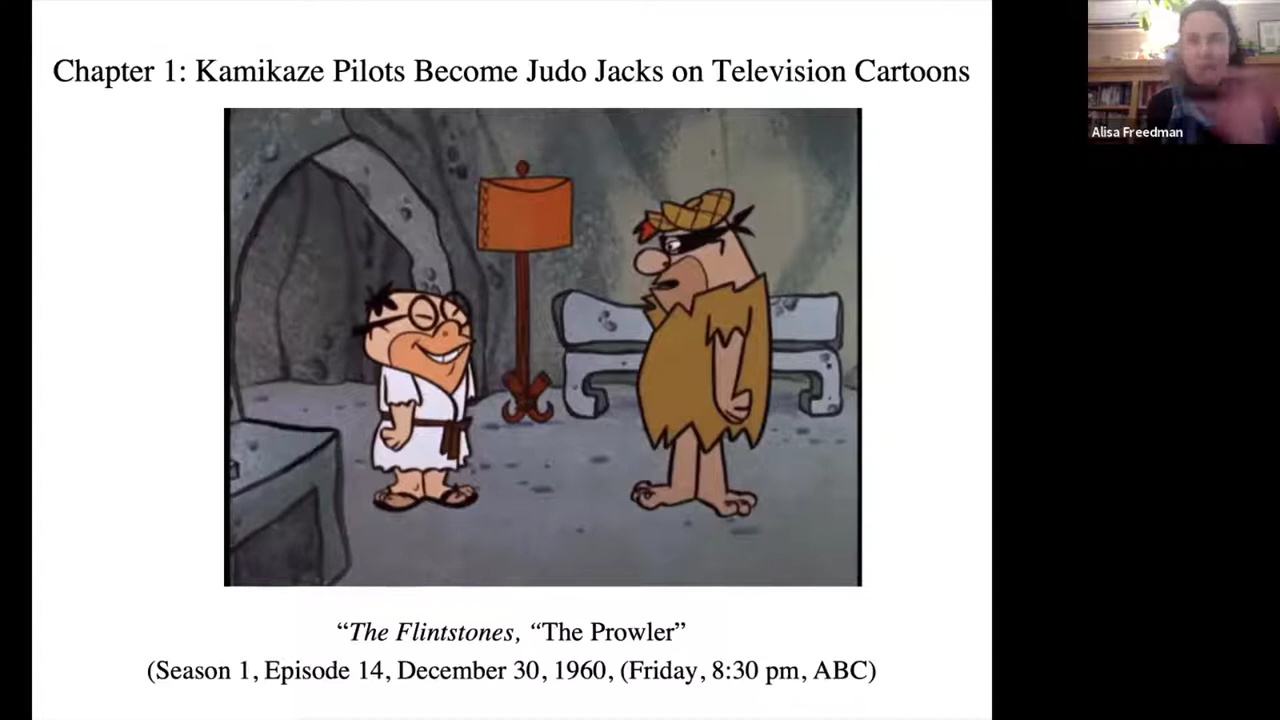 Chapter 1: Kamikaze Pilots Become Judo Jacks on Television Cartoons
Alisa Freedman
“The Flintstones, “The Prowler”
(Season 1, Episode 14, December 30, 1960, (Friday, 8:30 pm, ABC)